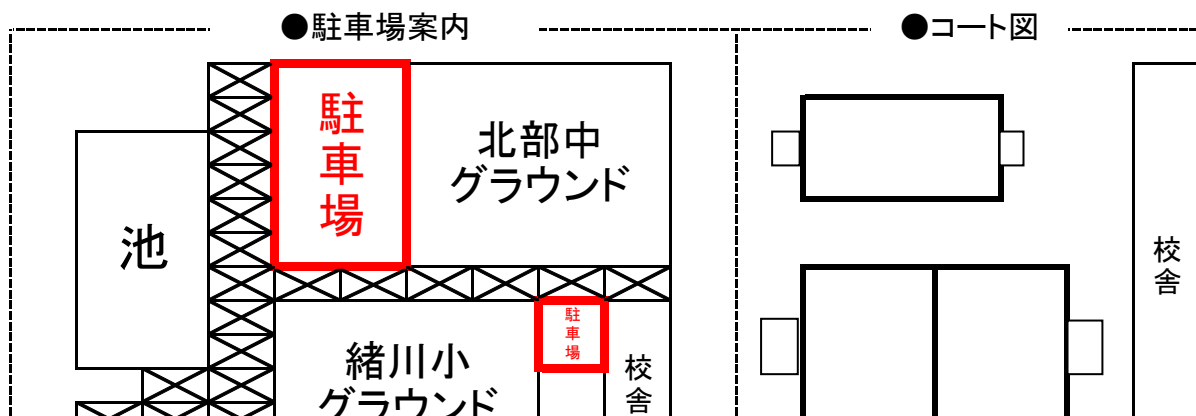 ●駐車場案内
●コート図
駐車場
北部中
グラウンド
池
校舎
駐車場
緒川小
グラウンド
校舎